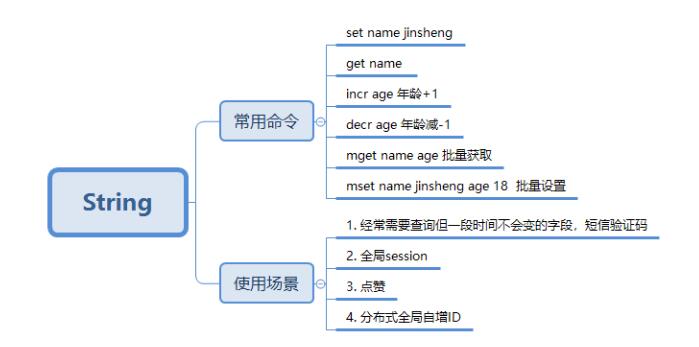 String
常用命令
set name jinsheng
get name
incr age 年龄+1
decr age 年龄减-1
mget name age 批量获取
mset name jinsheng age 18 批量设置
使用场景
1. 经常需要查询但一段时间不会变的字段，短信验证码
2. 全局session
3. 点赞
4. 分布式全局自增ID